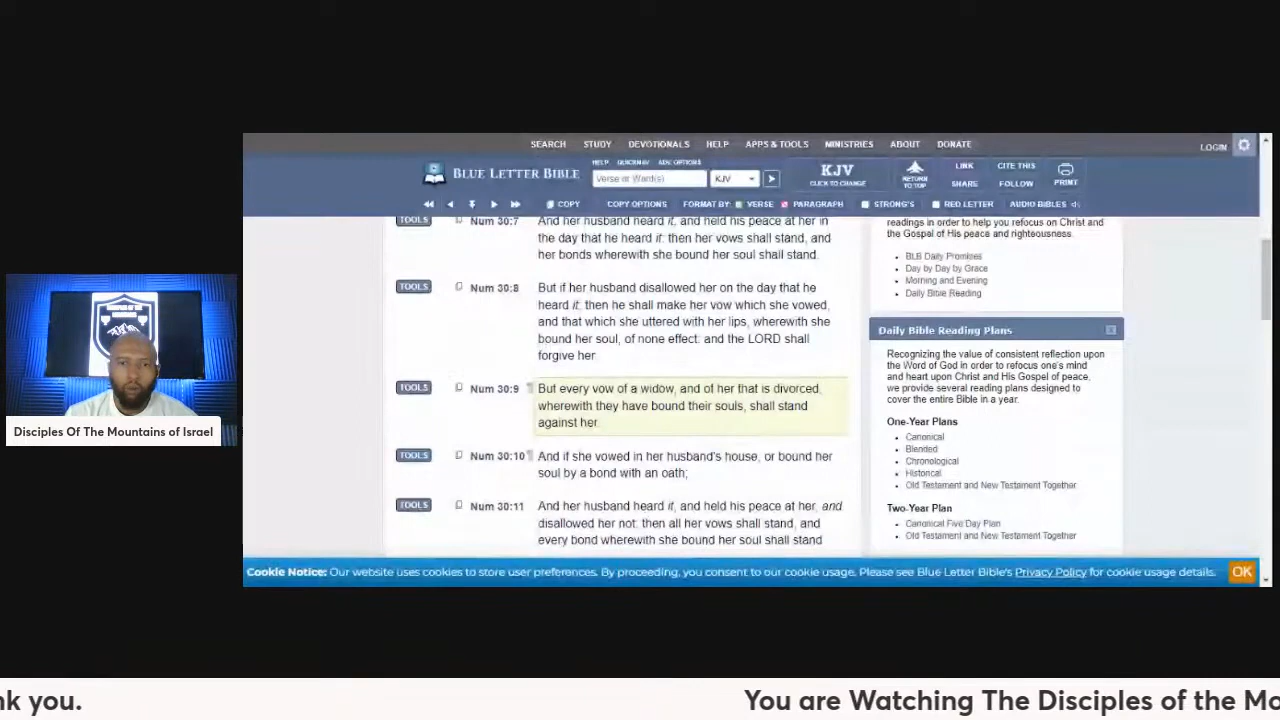 SEARCH STUDY DEVOTIONALS HELP APPS & TOOLS MINISTRIES ABOUT DONATE
LOGIN
BLUE LETTER BIBLE
HELP QUICKNAV ADV. OPTIONS
Verse or Word(s)
KJV
KJV
CLICK TO CHANGE
RETURN
TO TOP
LINK
SHARE
CITE THIS
FOLLOW
PRINT
COPY COPY OPTIONS FORMAT BY: VERSE PARAGRAPH STRONG'S RED LETTER AUDIO BIBLES
TOOLS Num 30:7 And her husband heard it, and held his peace at her in
the day that he heard it: then her vows shall stand, and
her bonds wherewith she bound her soul shall stand.
TOOLS Num 30:8 But if her husband disallowed her on the day that he
heard it: then he shall make her vow which she vowed,
and that which she uttered with her lips, wherewith she
bound her soul, of none effect: and the LORD shall
forgive her.
TOOLS Num 30:9 ¶ But every vow of a widow, and of her that is divorced,
wherewith they have bound their souls, shall stand
against her.
TOOLS Num 30:10 ¶ And if she vowed in her husband's house, or bound her
soul by a bond with an oath;
TOOLS Num 30:11 And her husband heard it, and held his peace at her, and
disallowed her not: then all her vows shall stand, and
every bond wherewith she bound her soul shall stand
readings in order to help you refocus on Christ and
the Gospel of His peace and righteousness.
BLB Daily Promises
Day by Day by Grace
Morning and Evening
Daily Bible Reading
Daily Bible Reading Plans
Recognizing the value of consistent reflection upon
the Word of God in order to refocus one's mind
and heart upon Christ and His Gospel of peace,
we provide several reading plans designed to
cover the entire Bible in a year.
One-Year Plans
Canonical
Blended
Chronological
Historical
Old Testament and New Testament Together
Two-Year Plan
Canonical Five Day Plan
Old Testament and New Testament Together
Cookie Notice: Our website uses cookies to store user preferences. By proceeding, you consent to our cookie usage. Please see Blue Letter Bible's Privacy Policy for cookie usage details. OK
Disciples Of The Mountains of Israel
nk you. You are Watching The Disciples of the Mo